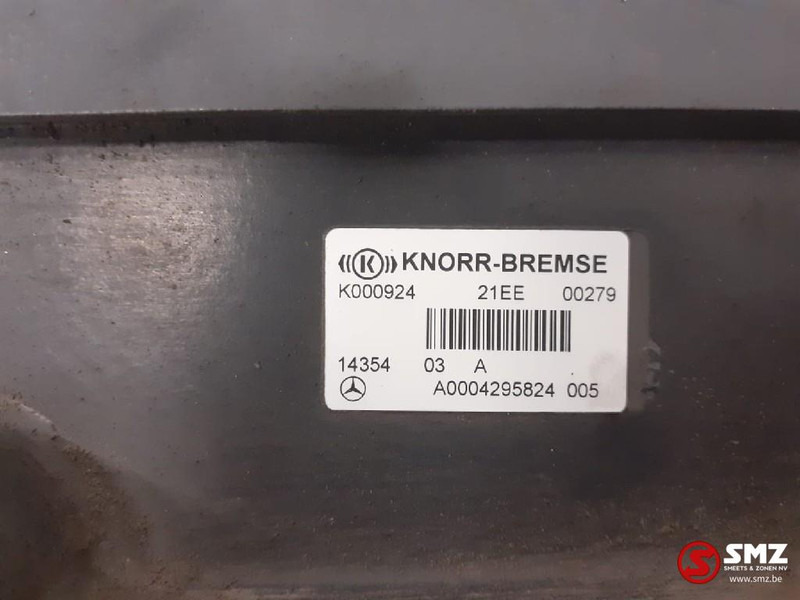 KNORR-BREMSE
K000924 21EE 00279
14354 03 A
A0004295824 005
SMZ
SMEETS & ZONEN NV
www.smz.be